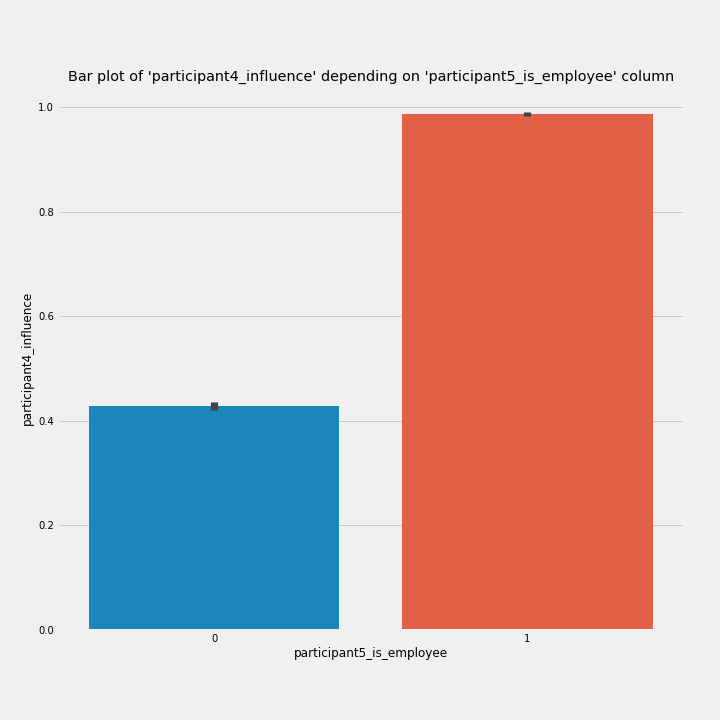 Bar plot of 'participant4_influence' depending on 'participant5_is_employee' column
1.0
0.8
0.6
0.4
0.2
0.0
participant4_influence
0
1
participant5_is_employee